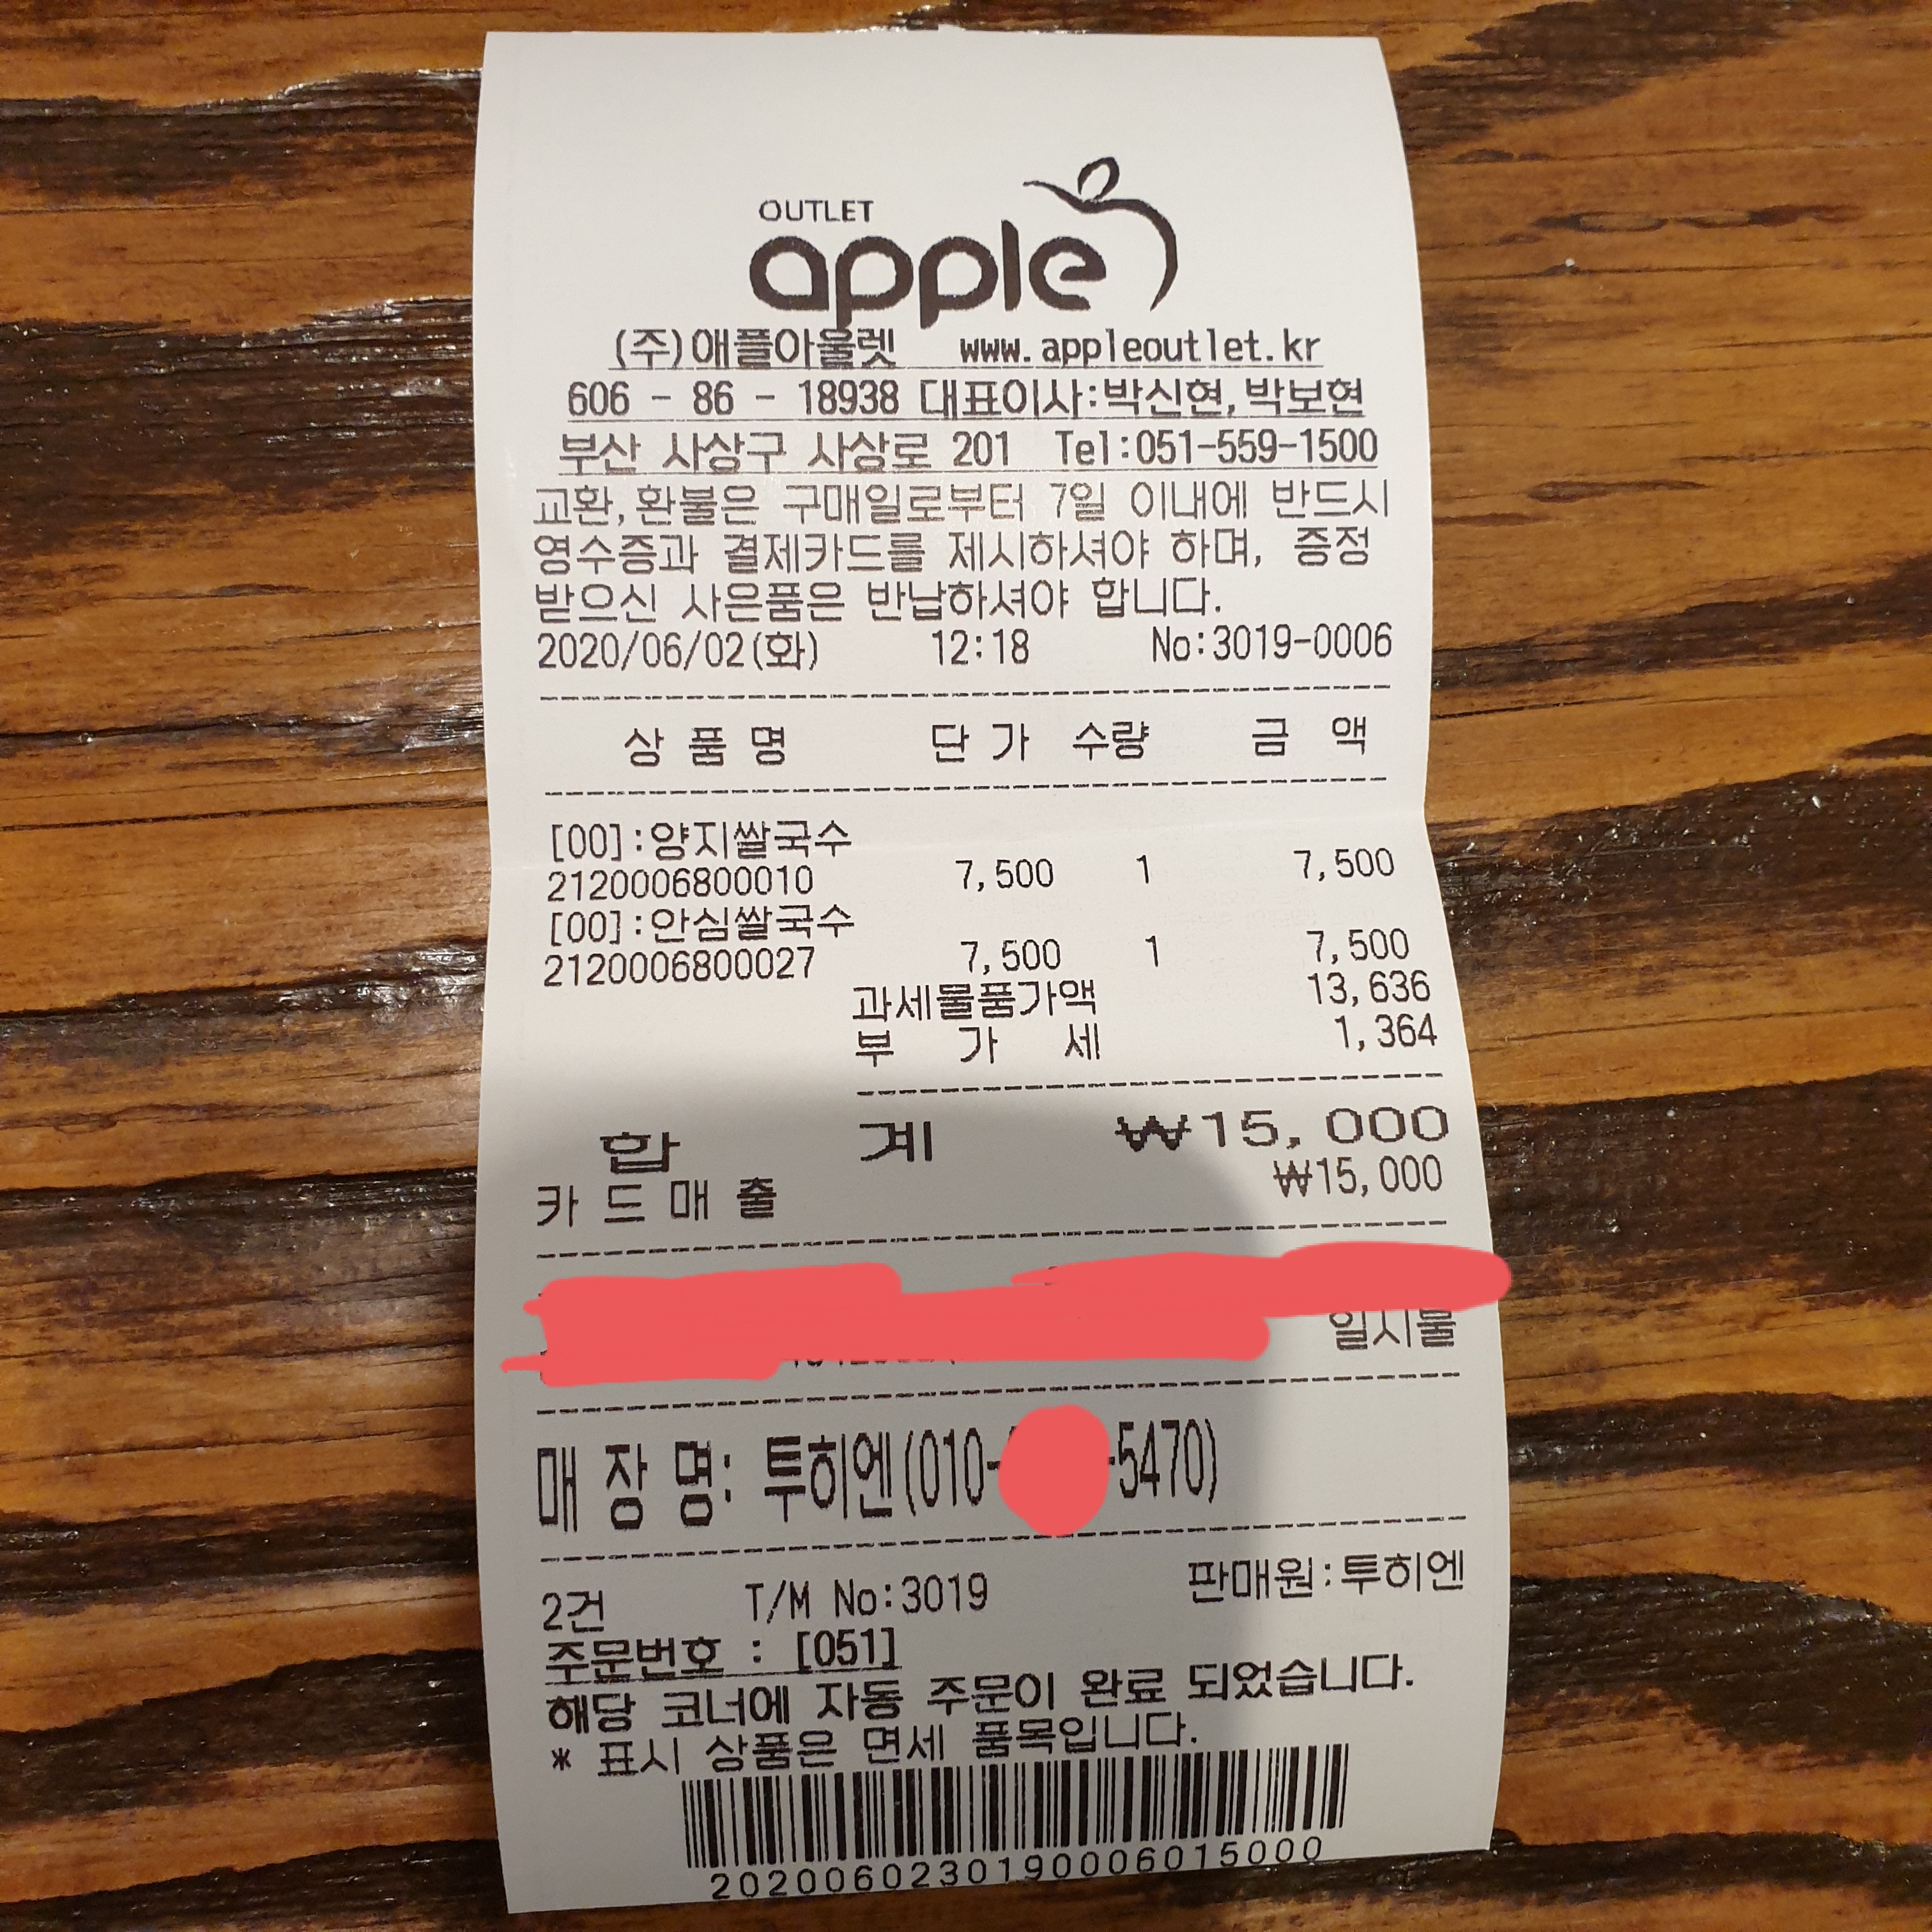 OUTLET
apple
(주)애플아울렛 www.appleoutlet.kr
606 - 86 - 18938 대표이사:박신현,박보현
부산 사상구 사상로 201 Tel:051-559-1500
교환,환불은 구매일로부터 7일 이내에 반드시
영수증과 결제카드를 제시하셔야 하며, 증정
받으신 사은품은 반납하셔야 합니다.
2020/06/02(화) 12:18 No:3019-0006
상 품 명 단 가 수량 금 액
[00]:양지쌀국수
2120006800010 7,500 1 7,500
[00]:안심쌀국수
2120006800027 7,500 1 7,500
과세물품가액 13,636
부 가 세 1,364
합 계 ₩15,000
카 드 매 출 ₩15,000
일시불
매 장 명: 투히엔(010- -5470)
2건 T/M No:3019 판매원:투히엔
주문번호 : [051]
해당 코너에 자동 주문이 완료 되었습니다.
* 표시 상품은 면세 품목입니다.
2020060230190006015000